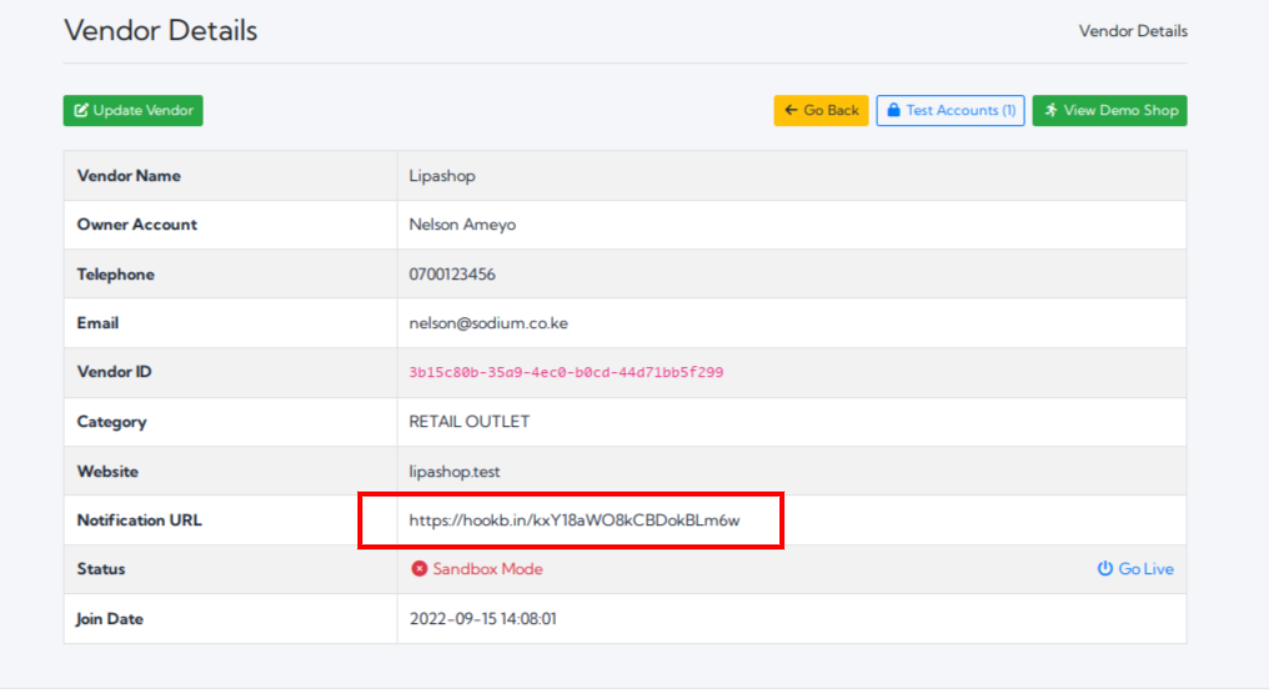 Vendor Details
Vendor Details
Update Vendor
Go Back
Test Accounts (1)
View Demo Shop
Vendor Name Lipashop
Owner Account Nelson Ameyo
Telephone 0700123456
Email nelson@sodium.co.ke
Vendor ID 3b15c80b-35a9-4ec0-b0cd-44d71bb5f299
Category RETAIL OUTLET
Website lipashop.test
Notification URL https://hookb.in/kxY18aWO8kCBDokBLm6w
Status Sandbox Mode Go Live
Join Date 2022-09-15 14:08:01